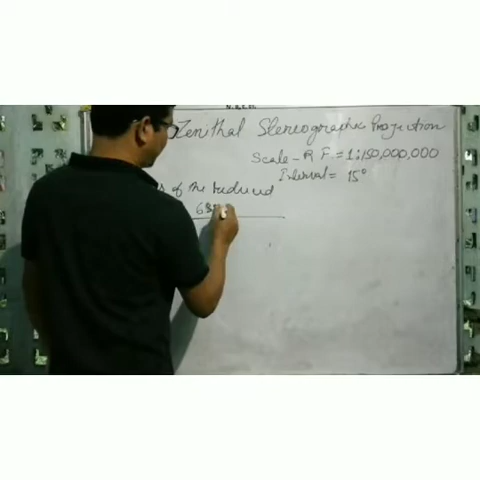 Zenithal Stereographic Projection
Scale - R F. = 1:150,000,000
Interval = 15°
of the reduced